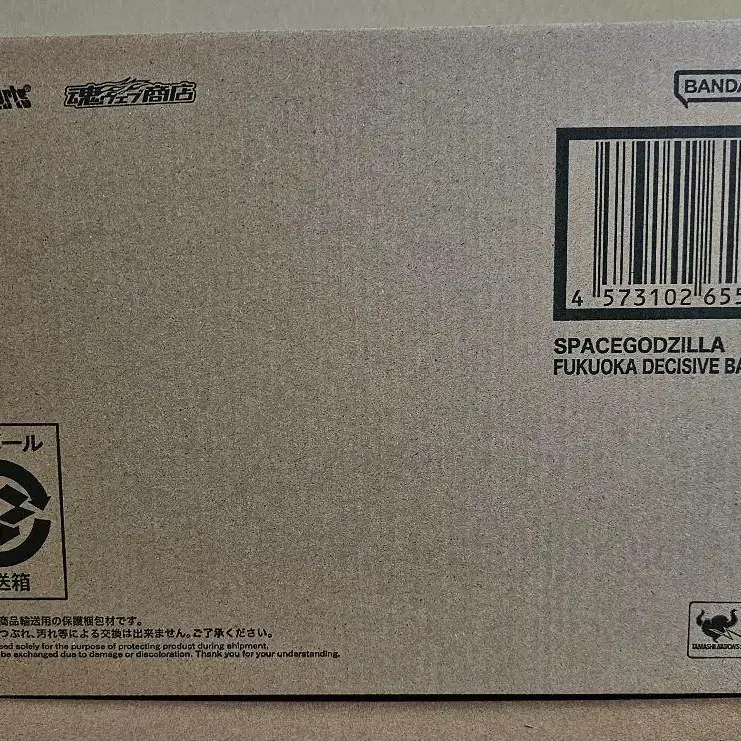 arts
魂ウェブ商店
BANDA
4 573102 655
SPACEGODZILLA
FUKUOKA DECISIVE BA
ール
送箱
商品輸送用の保護梱包材です。
つぶれ、汚れ等による交換は出来ません。ご了承ください。
sed solely for the purpose of protecting product during shipment.
be exchanged due to damage or discoloration. Thank you for your understanding.
TAMASHII NATIONS